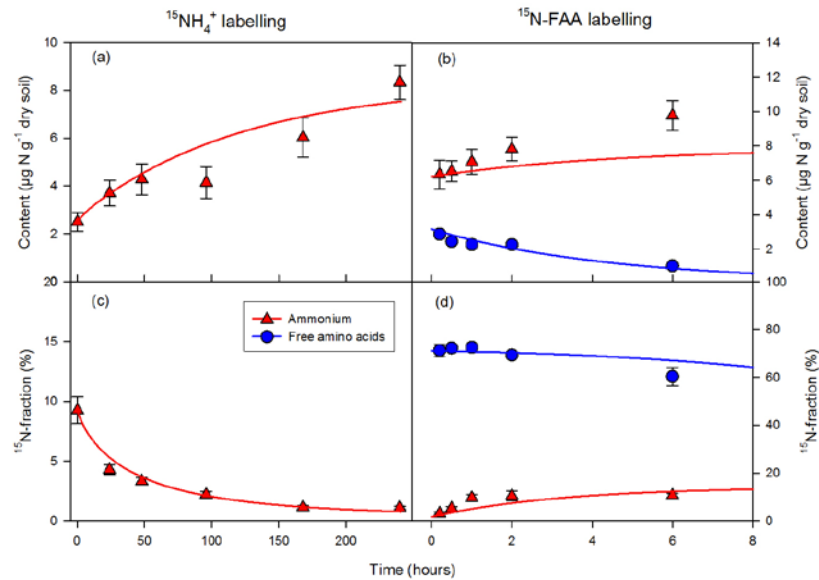 ¹⁵NH₄⁺ labelling
¹⁵N-FAA labelling
(a)
(b)
Content (µg N g⁻¹ dry soil)
10
8
6
4
2
20
14
12
10
8
6
4
2
100
Content (µg N g⁻¹ dry soil)
(c)
(d)
Ammonium
Free amino acids
¹⁵N-fraction (%)
15
10
5
0
80
60
40
20
0
¹⁵N-fraction (%)
0 50 100 150 200
0 2 4 6 8
Time (hours)